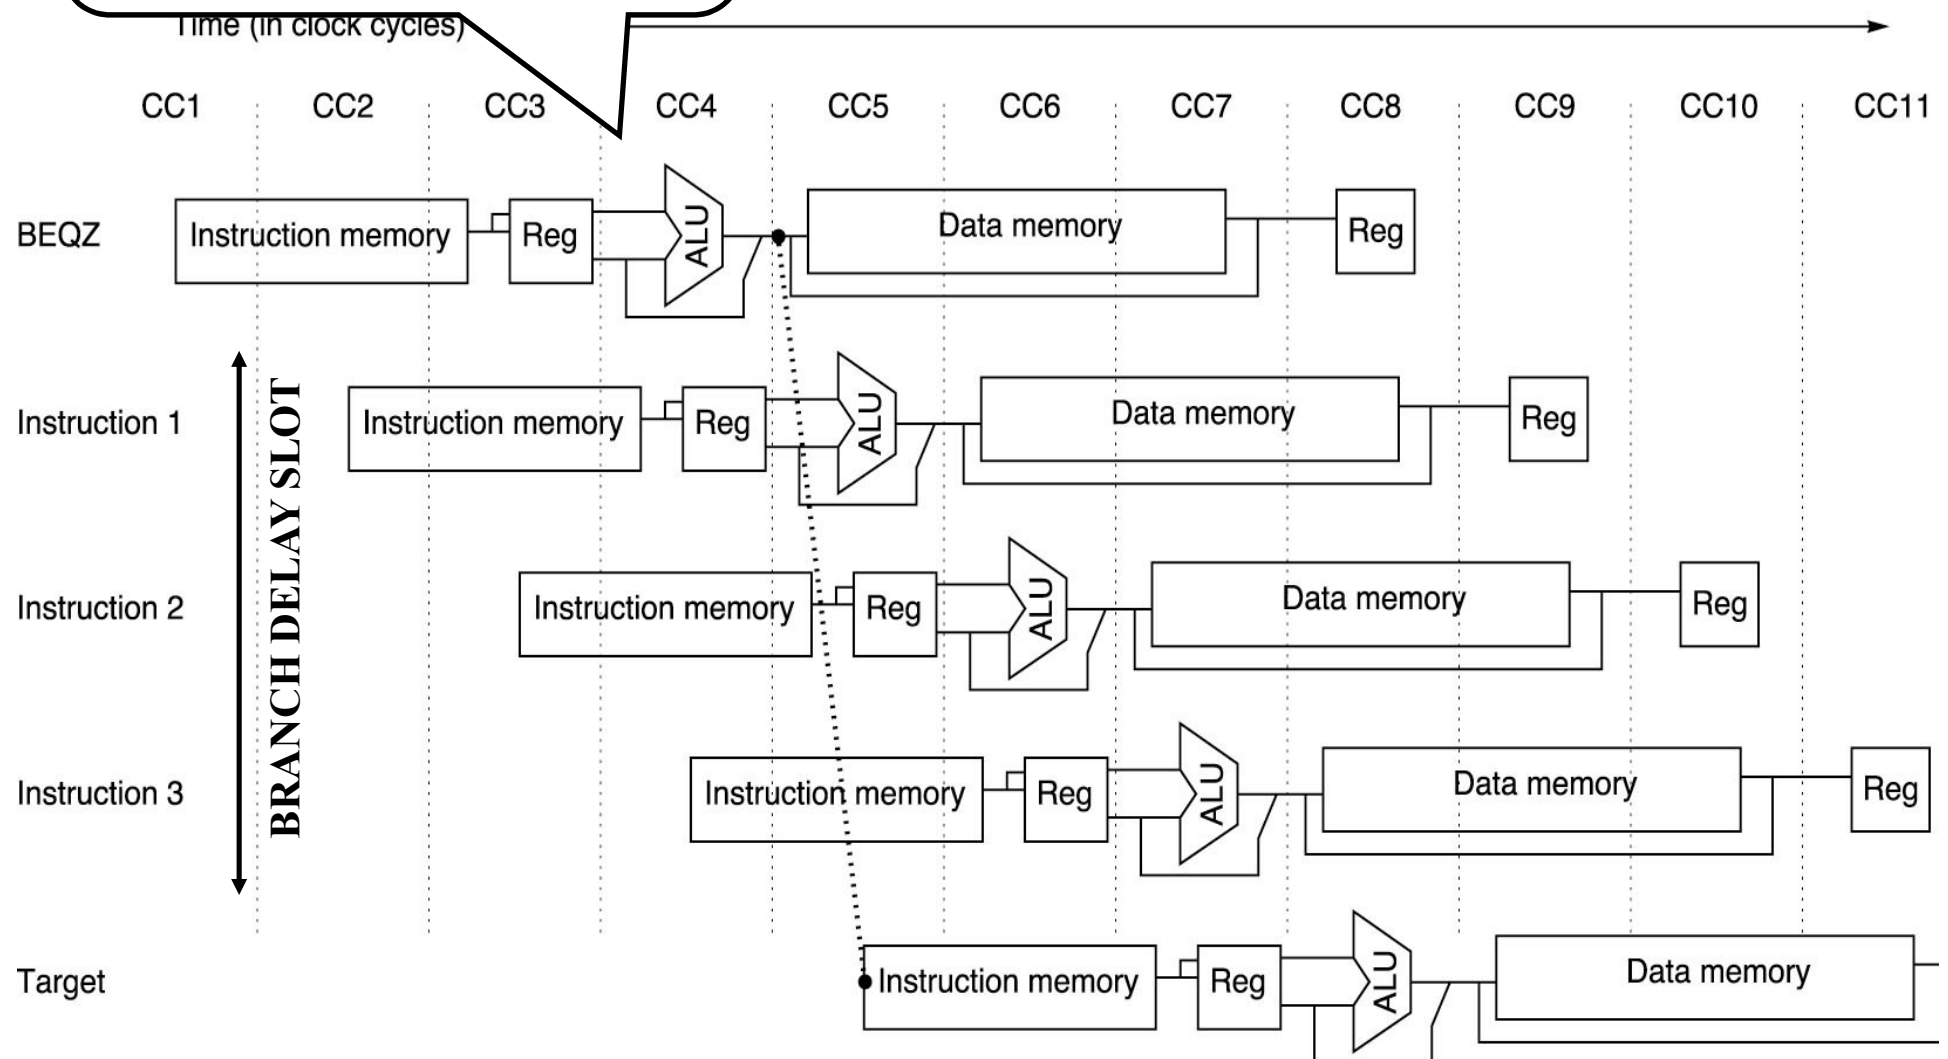 Time (in clock cycles)
CC1 CC2 CC3 CC4 CC5 CC6 CC7 CC8 CC9 CC10 CC11
BEQZ Instruction memory Reg ALU Data memory Reg
BRANCH DELAY SLOT
Instruction 1 Instruction memory Reg ALU Data memory Reg
Instruction 2 Instruction memory Reg ALU Data memory Reg
Instruction 3 Instruction memory Reg ALU Data memory Reg
Target Instruction memory Reg ALU Data memory